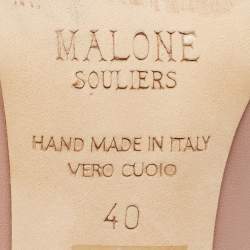 MALONE
SOULIERS
HAND MADE IN ITALY
VERO CUOIO
40